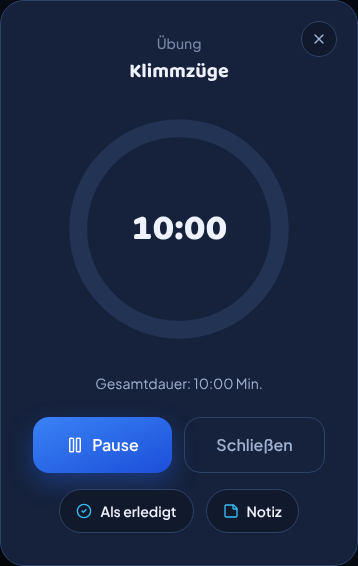 Übung
Klimmzüge
10:00
Gesamtdauer: 10:00 Min.
Pause
Schließen
Als erledigt
Notiz